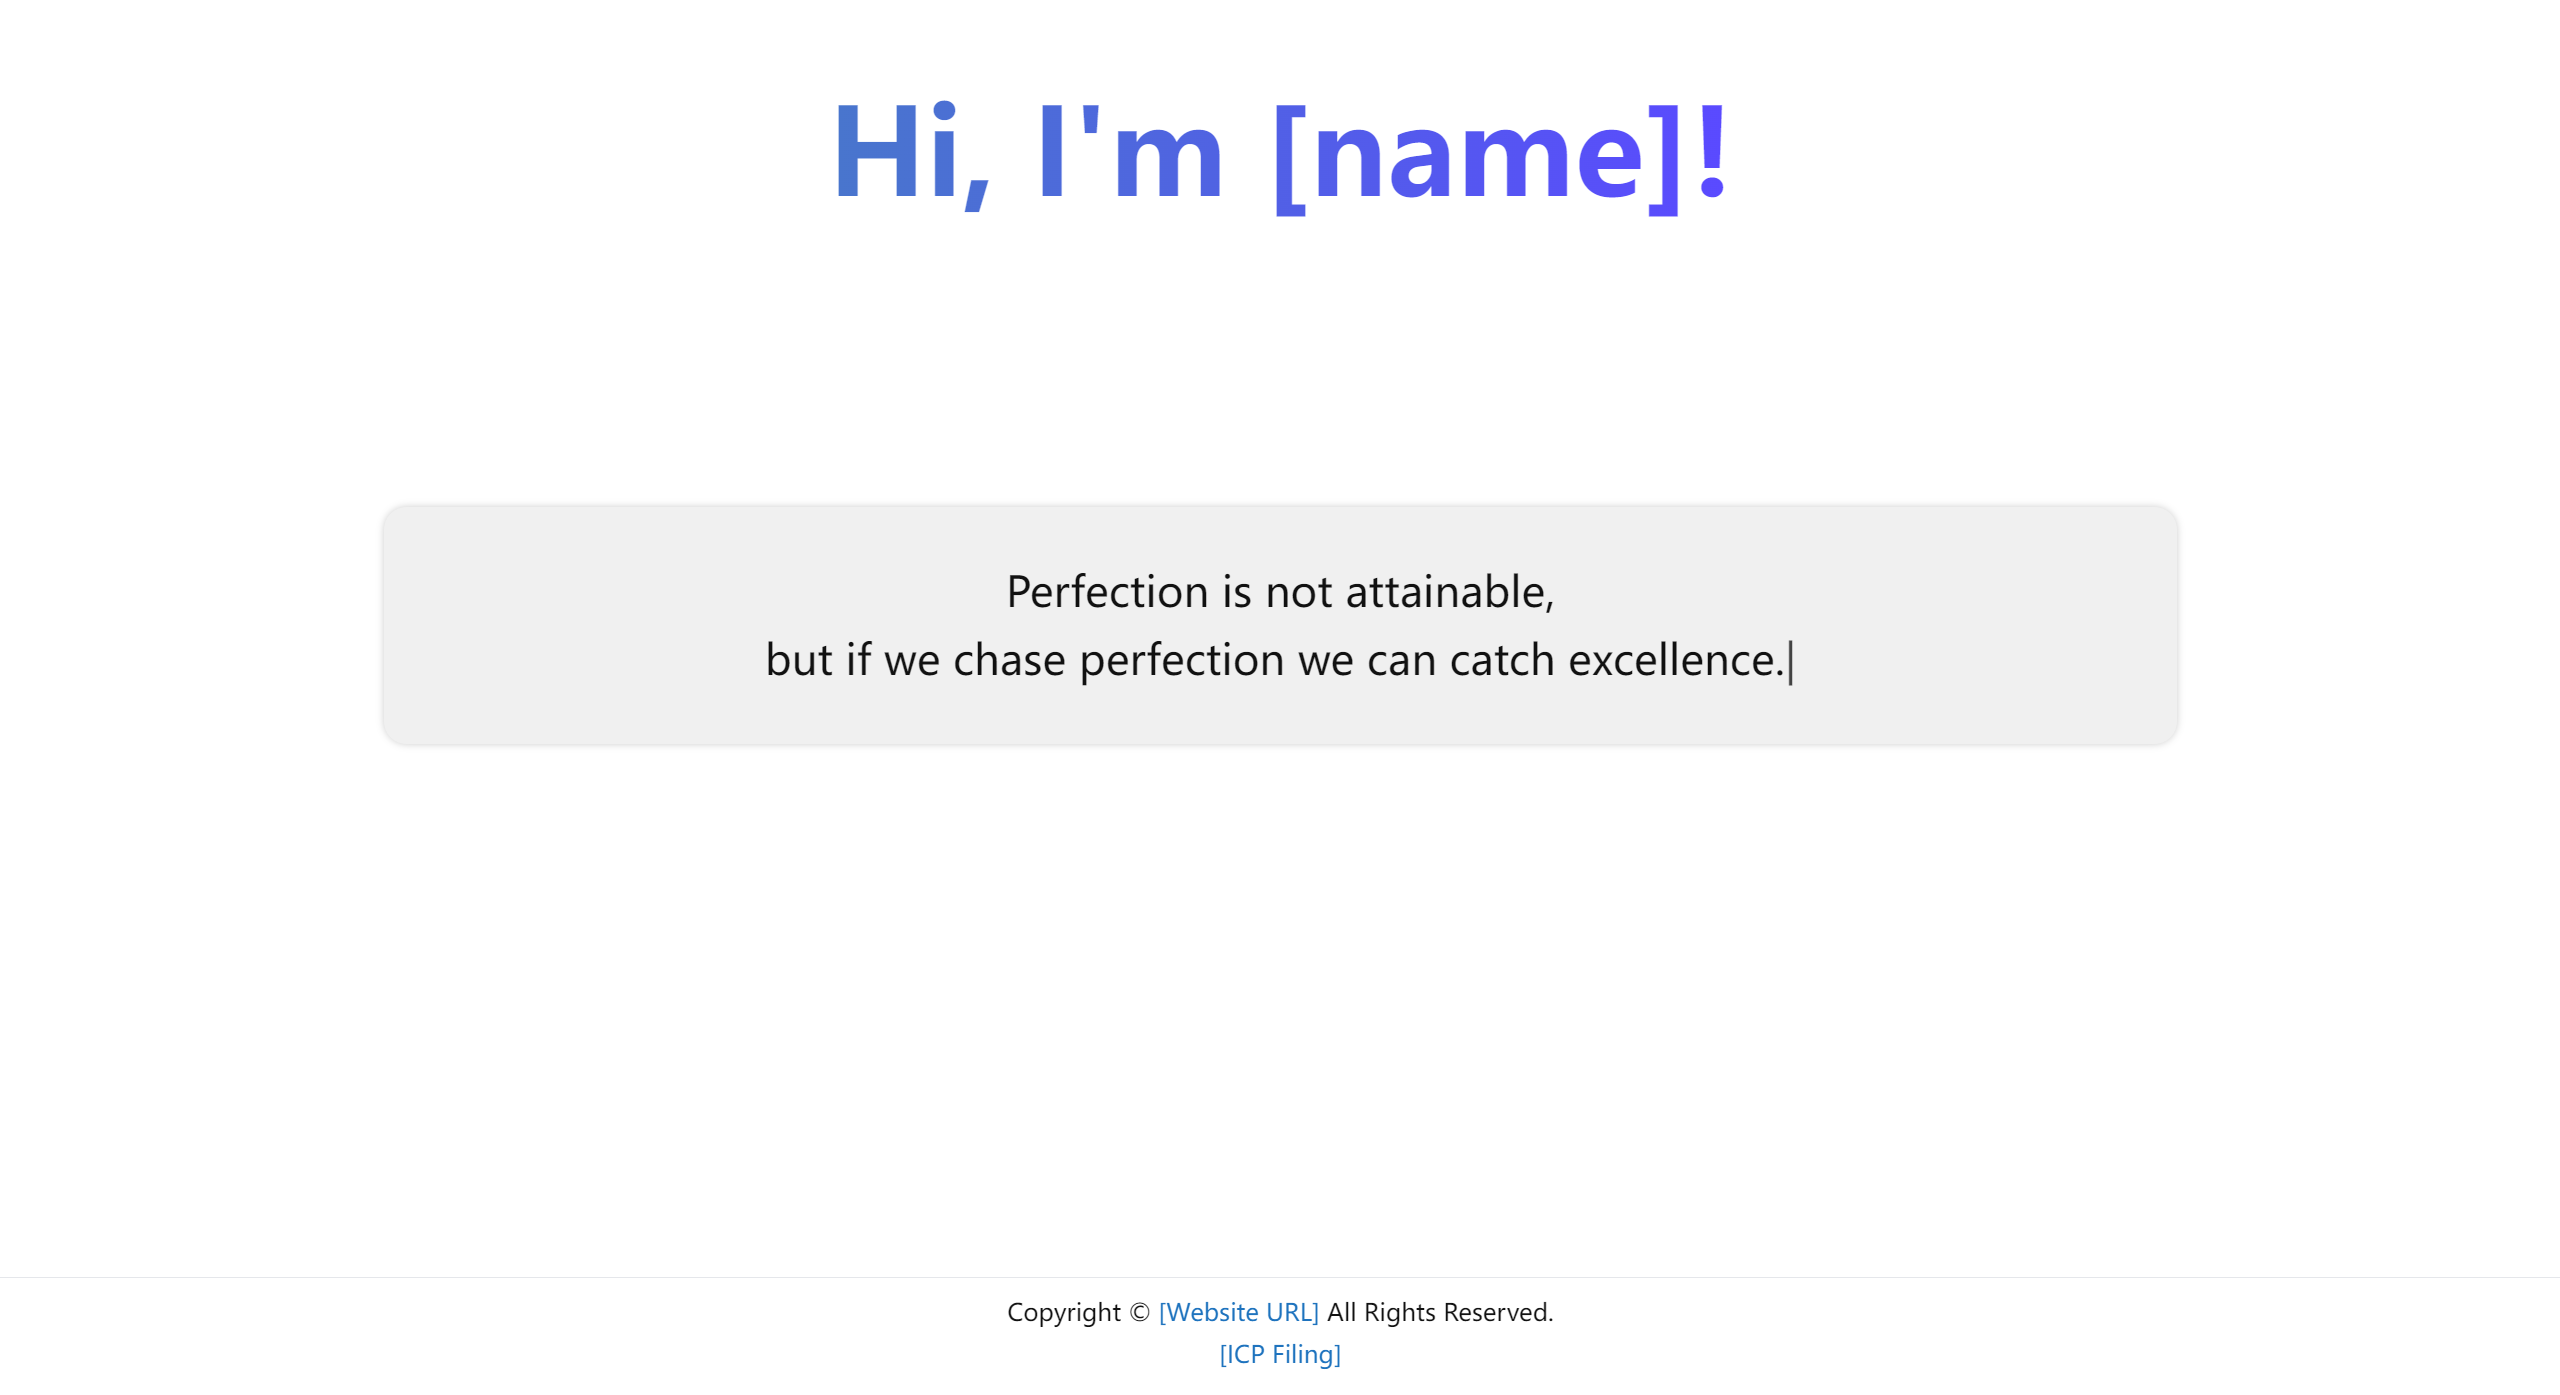 Hi, I'm [name]!
Perfection is not attainable,
but if we chase perfection we can catch excellence.|
Copyright © [Website URL] All Rights Reserved.
[ICP Filing]